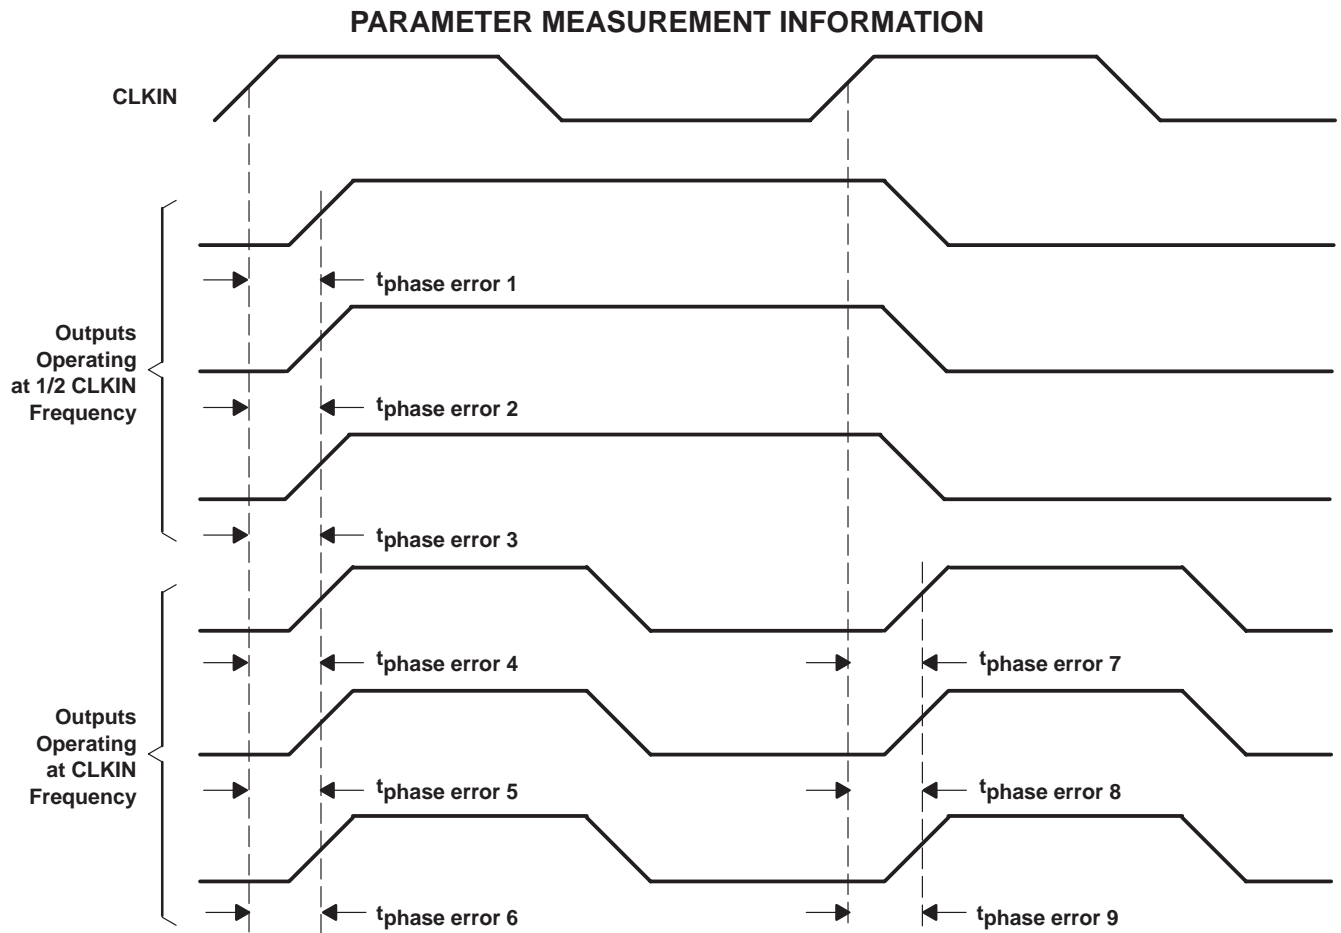 PARAMETER MEASUREMENT INFORMATION
CLKIN
tphase error 1
Outputs
Operating
at 1/2 CLKIN
Frequency
tphase error 2
tphase error 3
tphase error 4
tphase error 7
Outputs
Operating
at CLKIN
Frequency
tphase error 5
tphase error 8
tphase error 6
tphase error 9